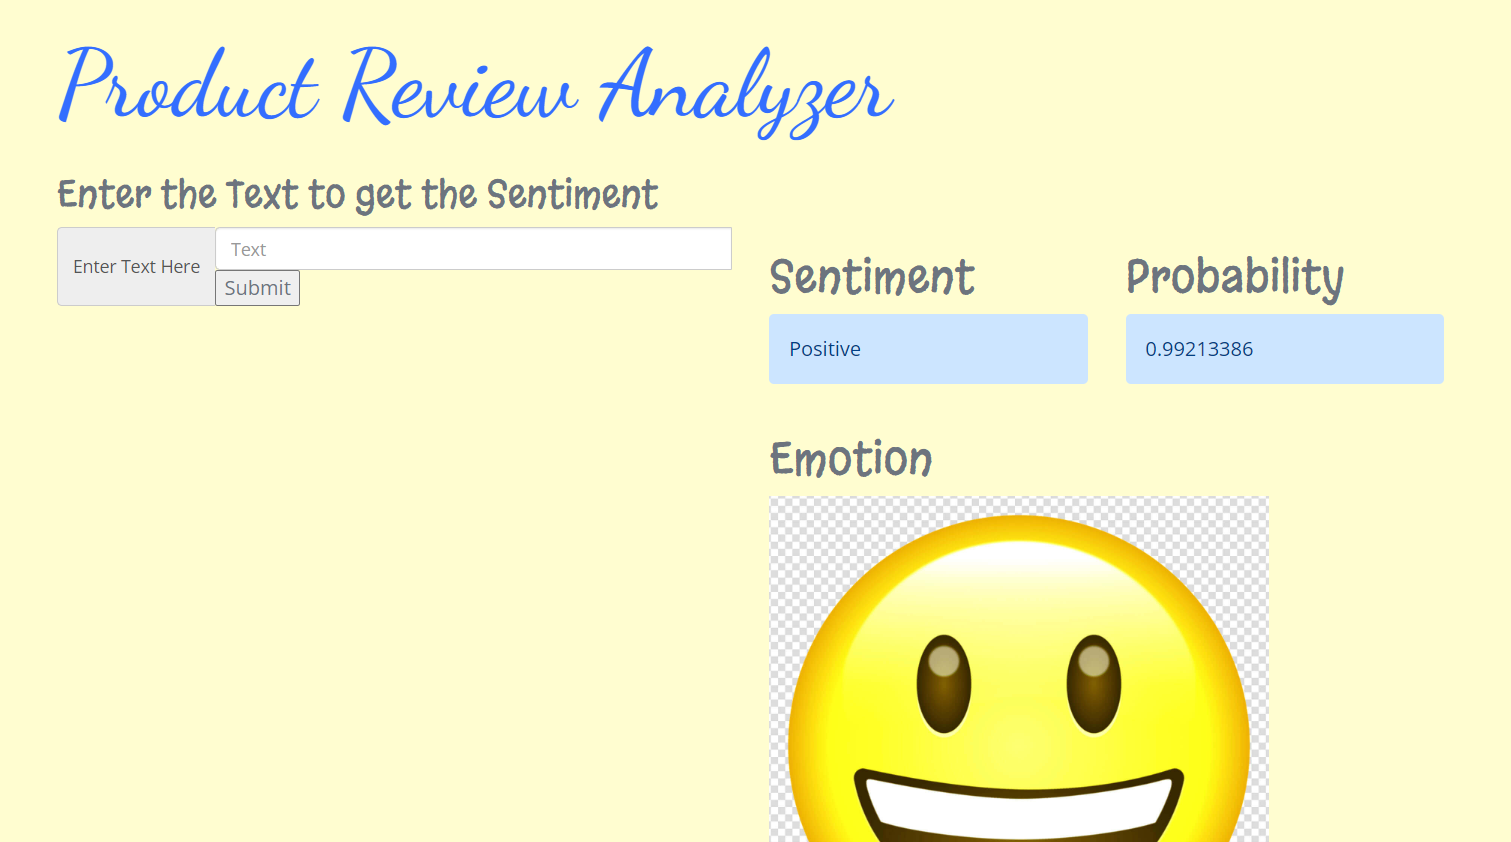 Product Review Analyzer
Enter the Text to get the Sentiment
Enter Text Here
Text
Submit
Sentiment
Positive
Probability
0.99213386
Emotion